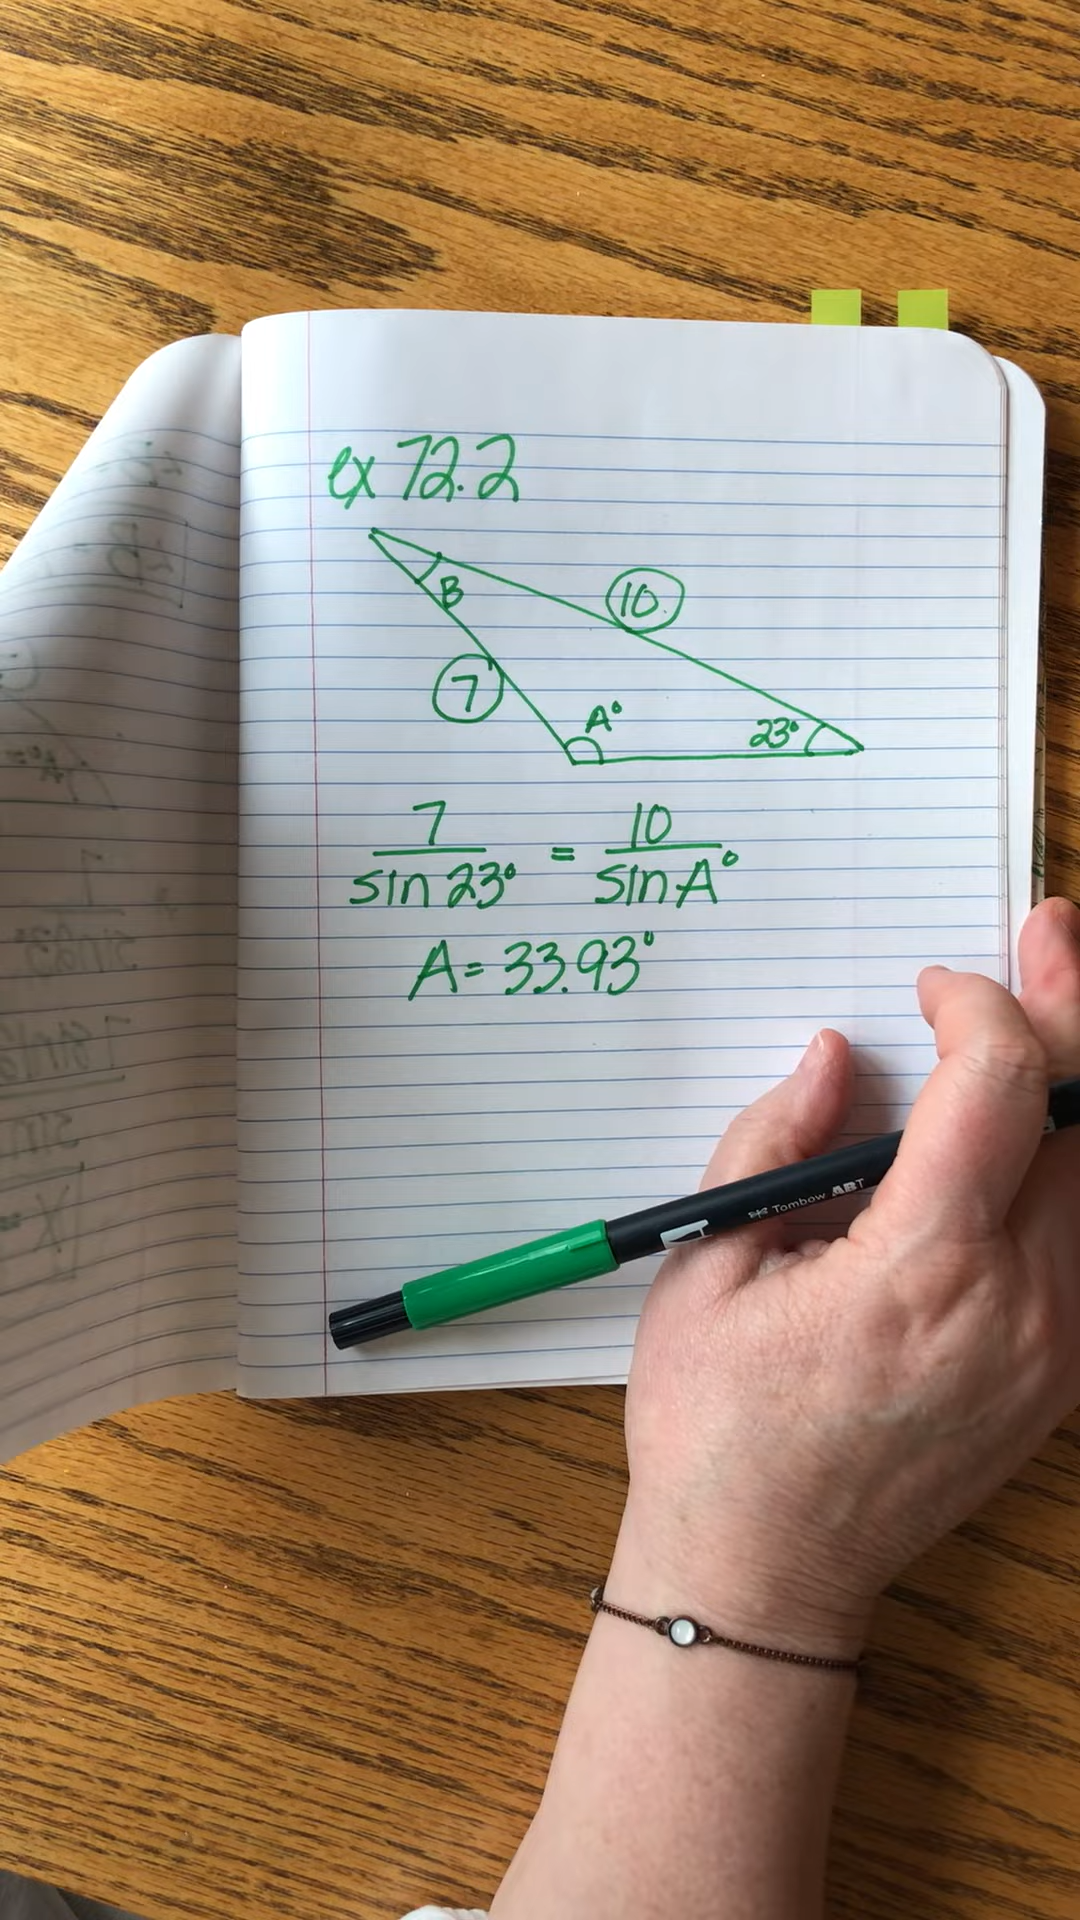 ex 72.2
B
10
7
A°
23°
7 = 10
sin 23° sin A°
A = 33.93°
Tombow ABT